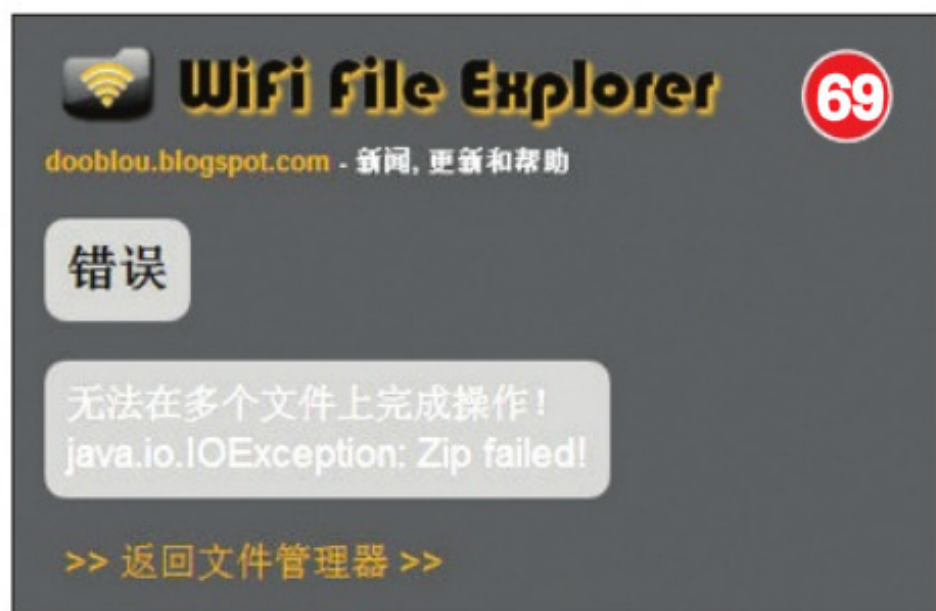 WiFi File Explorer
69
dooblou.blogspot.com - 新闻, 更新和帮助
错误
无法在多个文件上完成操作!
java.io.IOException: Zip failed!
>> 返回文件管理器 >>